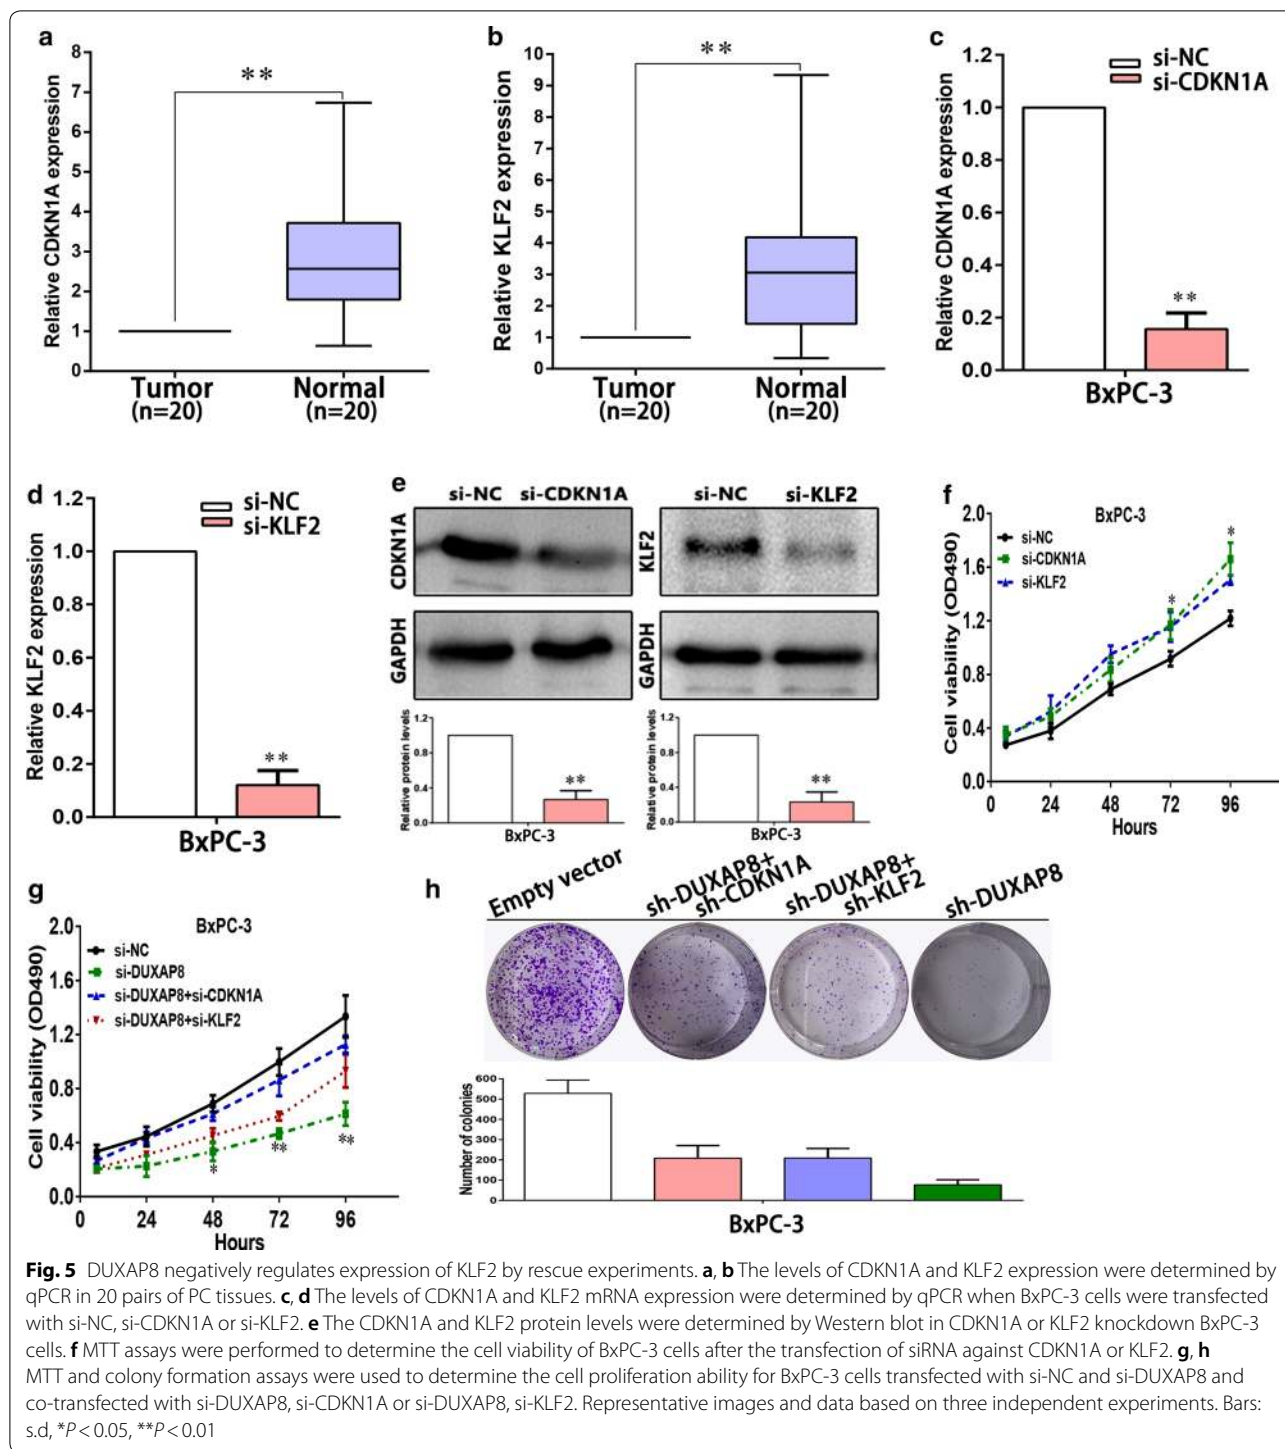 a
8
7
6
5
4
3
2
1
0
Relative CDKN1A expression
**
Tumor
(n=20)
Normal
(n=20)
b
10
9
8
7
6
5
4
3
2
1
0
Relative KLF2 expression
**
Tumor
(n=20)
Normal
(n=20)
c
1.2
1.0
0.8
0.6
0.4
0.2
0.0
Relative CDKN1A expression
si-NC
si-CDKN1A
**
BxPC-3
d
1.2
1.0
0.8
0.6
0.4
0.2
0.0
Relative KLF2 expression
si-NC
si-KLF2
**
BxPC-3
e
si-NC si-CDKN1A
CDKN1A
GAPDH
si-NC si-KLF2
KLF2
GAPDH
Relative protein levels
1.2
0.8
0.4
0.0
**
BxPC-3
Relative protein levels
1.2
0.8
0.4
0.0
**
BxPC-3
f
BxPC-3
2.0
1.6
1.2
0.8
0.4
0.0
Cell viability (OD490)
si-NC
si-CDKN1A
si-KLF2
*
*
0 24 48 72 96
Hours
g
BxPC-3
2.0
1.6
1.2
0.8
0.4
0.0
Cell viability (OD490)
si-NC
si-DUXAP8
si-DUXAP8+si-CDKN1A
si-DUXAP8+si-KLF2
*
**
**
0 24 48 72 96
Hours
h
Empty vector
sh-DUXAP8+
sh-CDKN1A
sh-DUXAP8+
sh-KLF2
sh-DUXAP8
Number of colonies
600
500
400
300
200
100
0
BxPC-3
Fig. 5 DUXAP8 negatively regulates expression of KLF2 by rescue experiments. a, b The levels of CDKN1A and KLF2 expression were determined by
qPCR in 20 pairs of PC tissues. c, d The levels of CDKN1A and KLF2 mRNA expression were determined by qPCR when BxPC-3 cells were transfected
with si-NC, si-CDKN1A or si-KLF2. e The CDKN1A and KLF2 protein levels were determined by Western blot in CDKN1A or KLF2 knockdown BxPC-3
cells. f MTT assays were performed to determine the cell viability of BxPC-3 cells after the transfection of siRNA against CDKN1A or KLF2. g, h
MTT and colony formation assays were used to determine the cell proliferation ability for BxPC-3 cells transfected with si-NC and si-DUXAP8 and
co-transfected with si-DUXAP8, si-CDKN1A or si-DUXAP8, si-KLF2. Representative images and data based on three independent experiments. Bars:
s.d, *P < 0.05, **P < 0.01